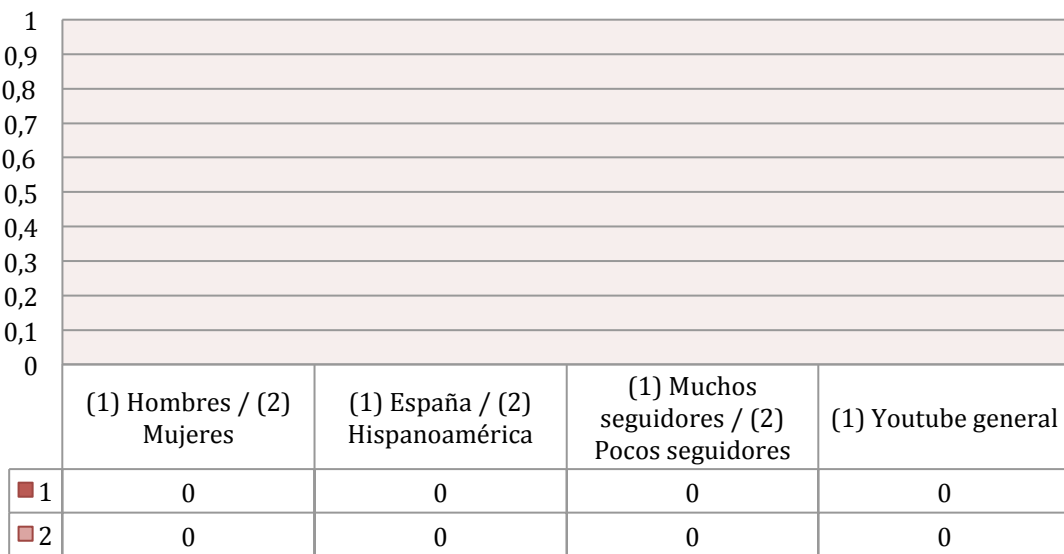 1
0,9
0,8
0,7
0,6
0,5
0,4
0,3
0,2
0,1
0
(1) Hombres / (2)
Mujeres
(1) España / (2)
Hispanoamérica
(1) Muchos
seguidores / (2)
Pocos seguidores
(1) Youtube general
1 0 0 0 0
2 0 0 0 0